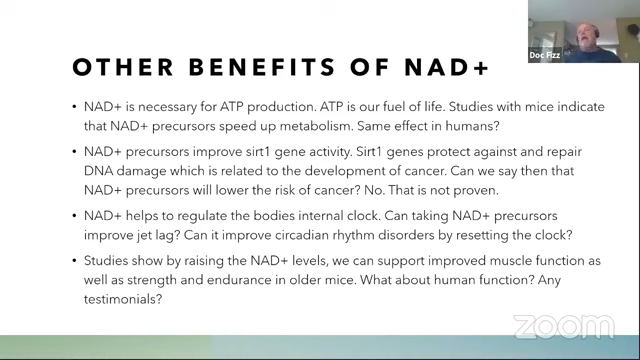 Doc Fizz
OTHER BENEFITS OF NAD+
• NAD+ is necessary for ATP production. ATP is our fuel of life. Studies with mice indicate
that NAD+ precursors speed up metabolism. Same effect in humans?
• NAD+ precursors improve sirt1 gene activity. Sirt1 genes protect against and repair
DNA damage which is related to the development of cancer. Can we say then that
NAD+ precursors will lower the risk of cancer? No. That is not proven.
• NAD+ helps to regulate the bodies internal clock. Can taking NAD+ precursors
improve jet lag? Can it improve circadian rhythm disorders by resetting the clock?
• Studies show by raising the NAD+ levels, we can support improved muscle function as
well as strength and endurance in older mice. What about human function? Any
testimonials?
zoom